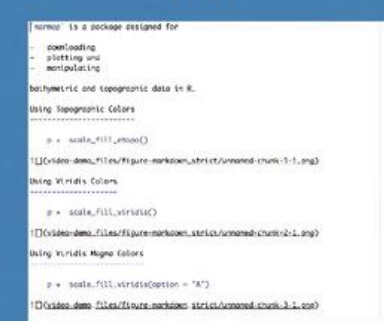 `marmap` is a package designed for
- downloading
- plotting and
- manipulating
bathymetric and topographic data in R.
Using Topographic Colors
------------------------
p + scale_fill_etopo()
![](video-demo_files/figure-markdown_strict/unnamed-chunk-1-1.png)
Using Viridis Colors
--------------------
p + scale_fill_viridis()
![](video-demo_files/figure-markdown_strict/unnamed-chunk-2-1.png)
Using Viridis Magma Colors
--------------------------
p + scale_fill_viridis(option = "A")
![](video-demo_files/figure-markdown_strict/unnamed-chunk-3-1.png)